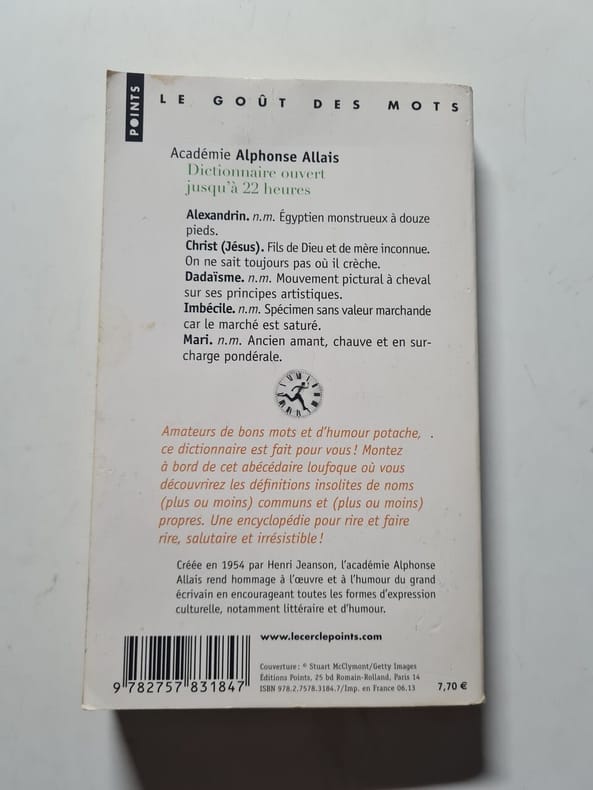 POINTS
LE GOÛT DES MOTS
Académie Alphonse Allais
Dictionnaire ouvert
jusqu'à 22 heures
Alexandrin. n.m. Égyptien monstrueux à douze
pieds.
Christ (Jésus). Fils de Dieu et de mère inconnue.
On ne sait toujours pas où il crèche.
Dadaïsme. n.m. Mouvement pictural à cheval
sur ses principes artistiques.
Imbécile. n.m. Spécimen sans valeur marchande
car le marché est saturé.
Mari. n.m. Ancien amant, chauve et en sur-
charge pondérale.
Amateurs de bons mots et d'humour potache,
ce dictionnaire est fait pour vous ! Montez
à bord de cet abécédaire loufoque où vous
découvrirez les définitions insolites de noms
(plus ou moins) communs et (plus ou moins)
propres. Une encyclopédie pour rire et faire
rire, salutaire et irrésistible !
Créée en 1954 par Henri Jeanson, l'académie Alphonse
Allais rend hommage à l'œuvre et à l'humour du grand
écrivain en encourageant toutes les formes d'expression
culturelle, notamment littéraire et d'humour.
www.lecerclepoints.com
Couverture : © Stuart McClymont/Getty Images
Éditions Points, 25 bd Romain-Rolland, Paris 14
ISBN 978.2.7578.3184.7/Imp. en France 06.13
7,70 €
9 782757 831847